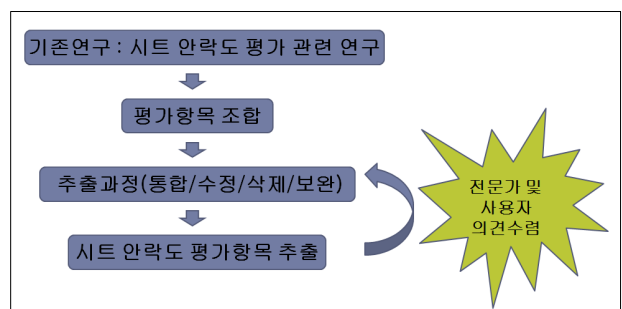 기존연구 : 시트 안락도 평가 관련 연구
평가항목 조합
추출과정(통합/수정/삭제/보완)
시트 안락도 평가항목 추출
전문가 및
사용자
의견수렴